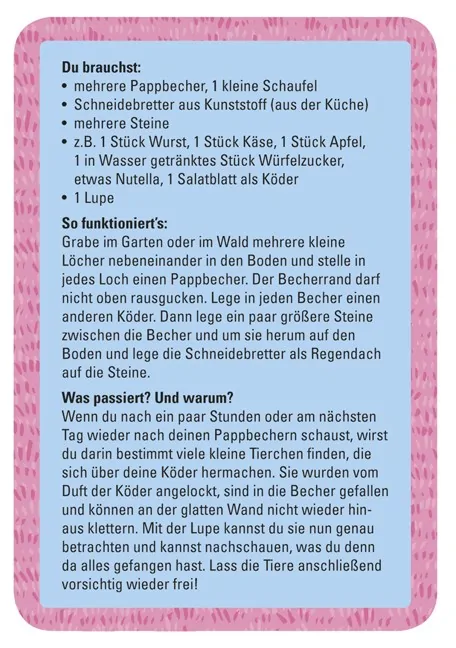 Du brauchst:
• mehrere Pappbecher, 1 kleine Schaufel
• Schneidebretter aus Kunststoff (aus der Küche)
• mehrere Steine
• z.B. 1 Stück Wurst, 1 Stück Käse, 1 Stück Apfel,
1 in Wasser getränktes Stück Würfelzucker,
etwas Nutella, 1 Salatblatt als Köder
• 1 Lupe
So funktioniert’s:
Grabe im Garten oder im Wald mehrere kleine
Löcher nebeneinander in den Boden und stelle in
jedes Loch einen Pappbecher. Der Becherrand darf
nicht oben rausgucken. Lege in jeden Becher einen
anderen Köder. Dann lege ein paar größere Steine
zwischen die Becher und um sie herum auf den
Boden und lege die Schneidebretter als Regendach
auf die Steine.
Was passiert? Und warum?
Wenn du nach ein paar Stunden oder am nächsten
Tag wieder nach deinen Pappbechern schaust, wirst
du darin bestimmt viele kleine Tierchen finden, die
sich über deine Köder hermachen. Sie wurden vom
Duft der Köder angelockt, sind in die Becher gefallen
und können an der glatten Wand nicht wieder hin-
aus klettern. Mit der Lupe kannst du sie nun genau
betrachten und kannst nachschauen, was du denn
da alles gefangen hast. Lass die Tiere anschließend
vorsichtig wieder frei!